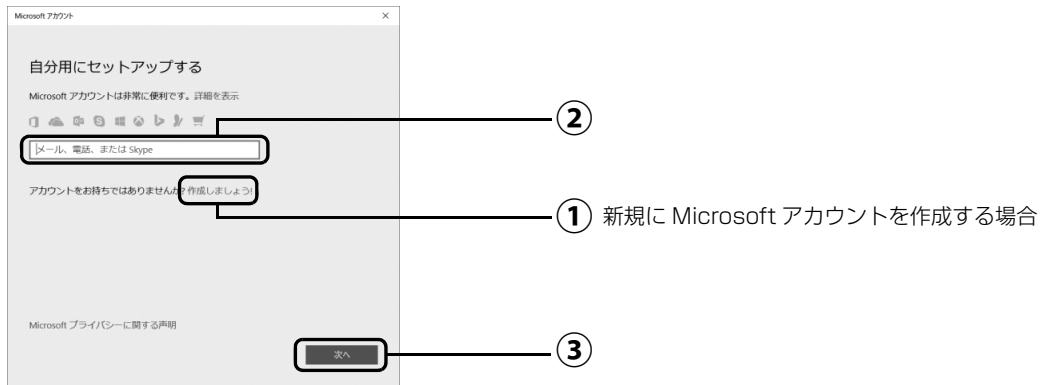 Microsoft アカウント
自分用にセットアップする
Microsoft アカウントは非常に便利です。詳細を表示
メール、電話、または Skype
②
アカウントをお持ちではありませんか? 作成しましょう!
① 新規に Microsoft アカウントを作成する場合
Microsoft プライバシーに関する声明
次へ
③